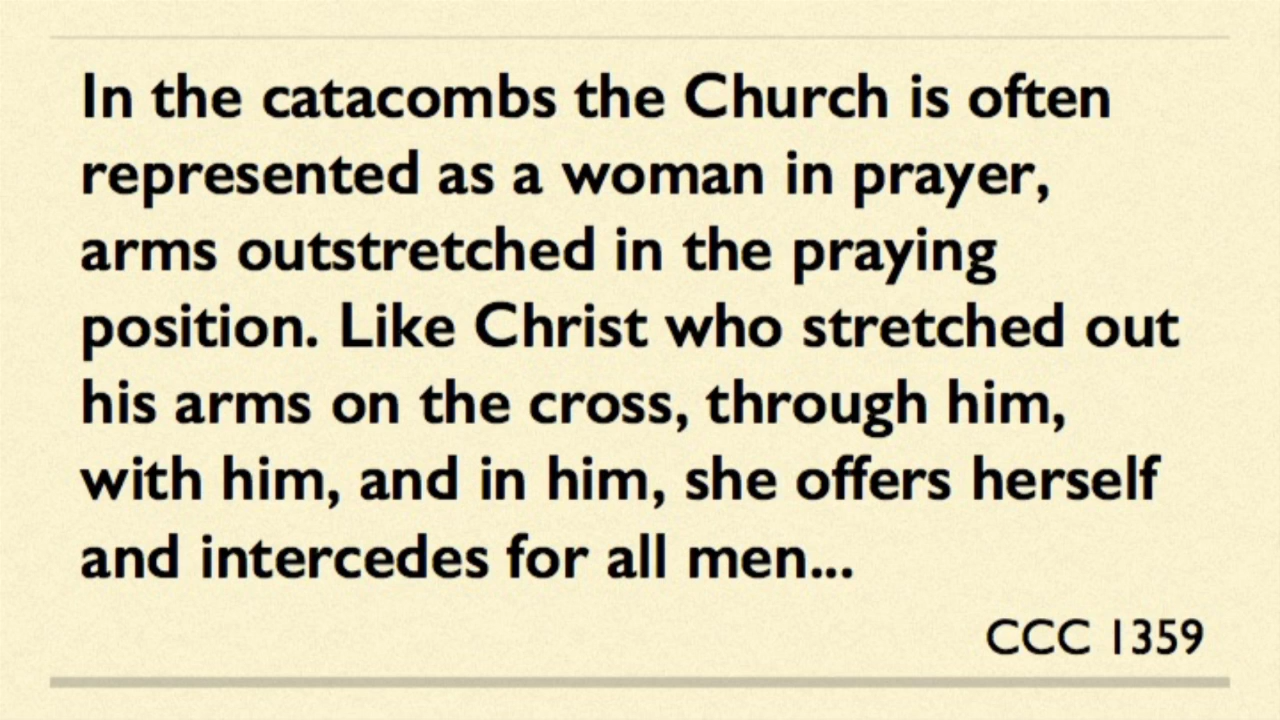 In the catacombs the Church is often
represented as a woman in prayer,
arms outstretched in the praying
position. Like Christ who stretched out
his arms on the cross, through him,
with him, and in him, she offers herself
and intercedes for all men...
CCC 1359